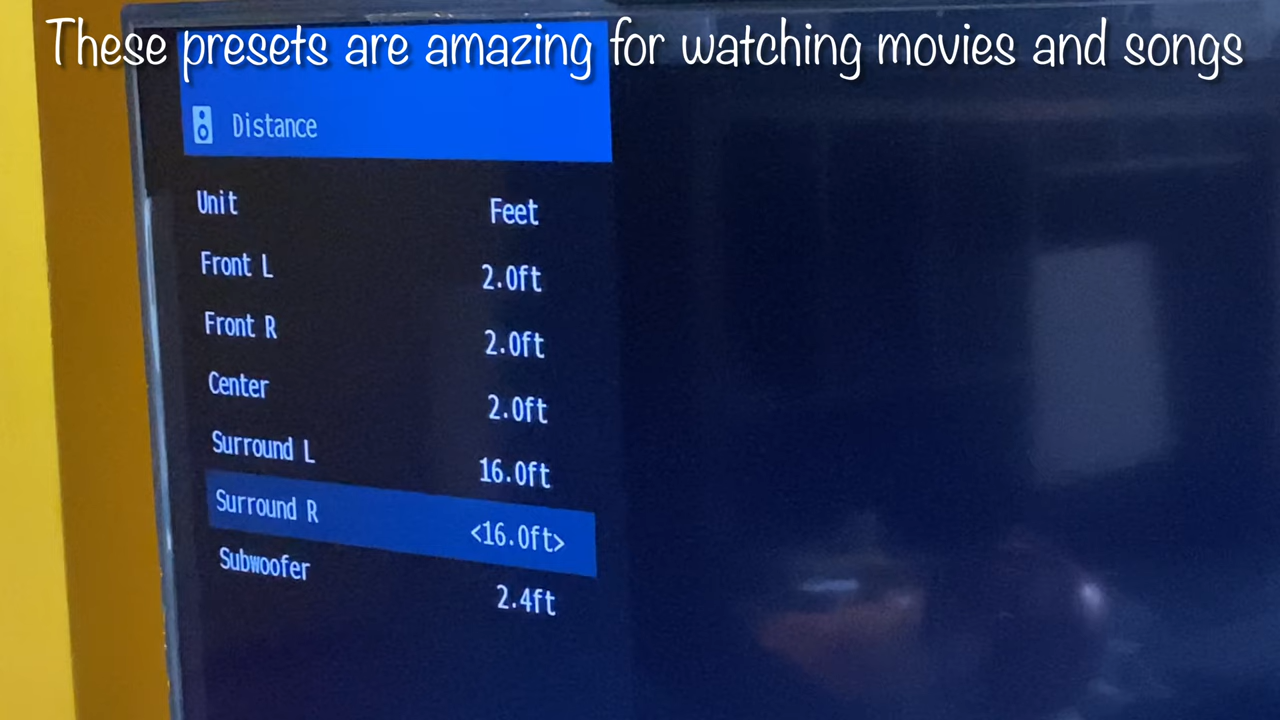 These presets are amazing for watching movies and songs
Distance
Unit Feet
Front L 2.0ft
Front R 2.0ft
Center 2.0ft
Surround L 16.0ft
Surround R <16.0ft>
Subwoofer 2.4ft